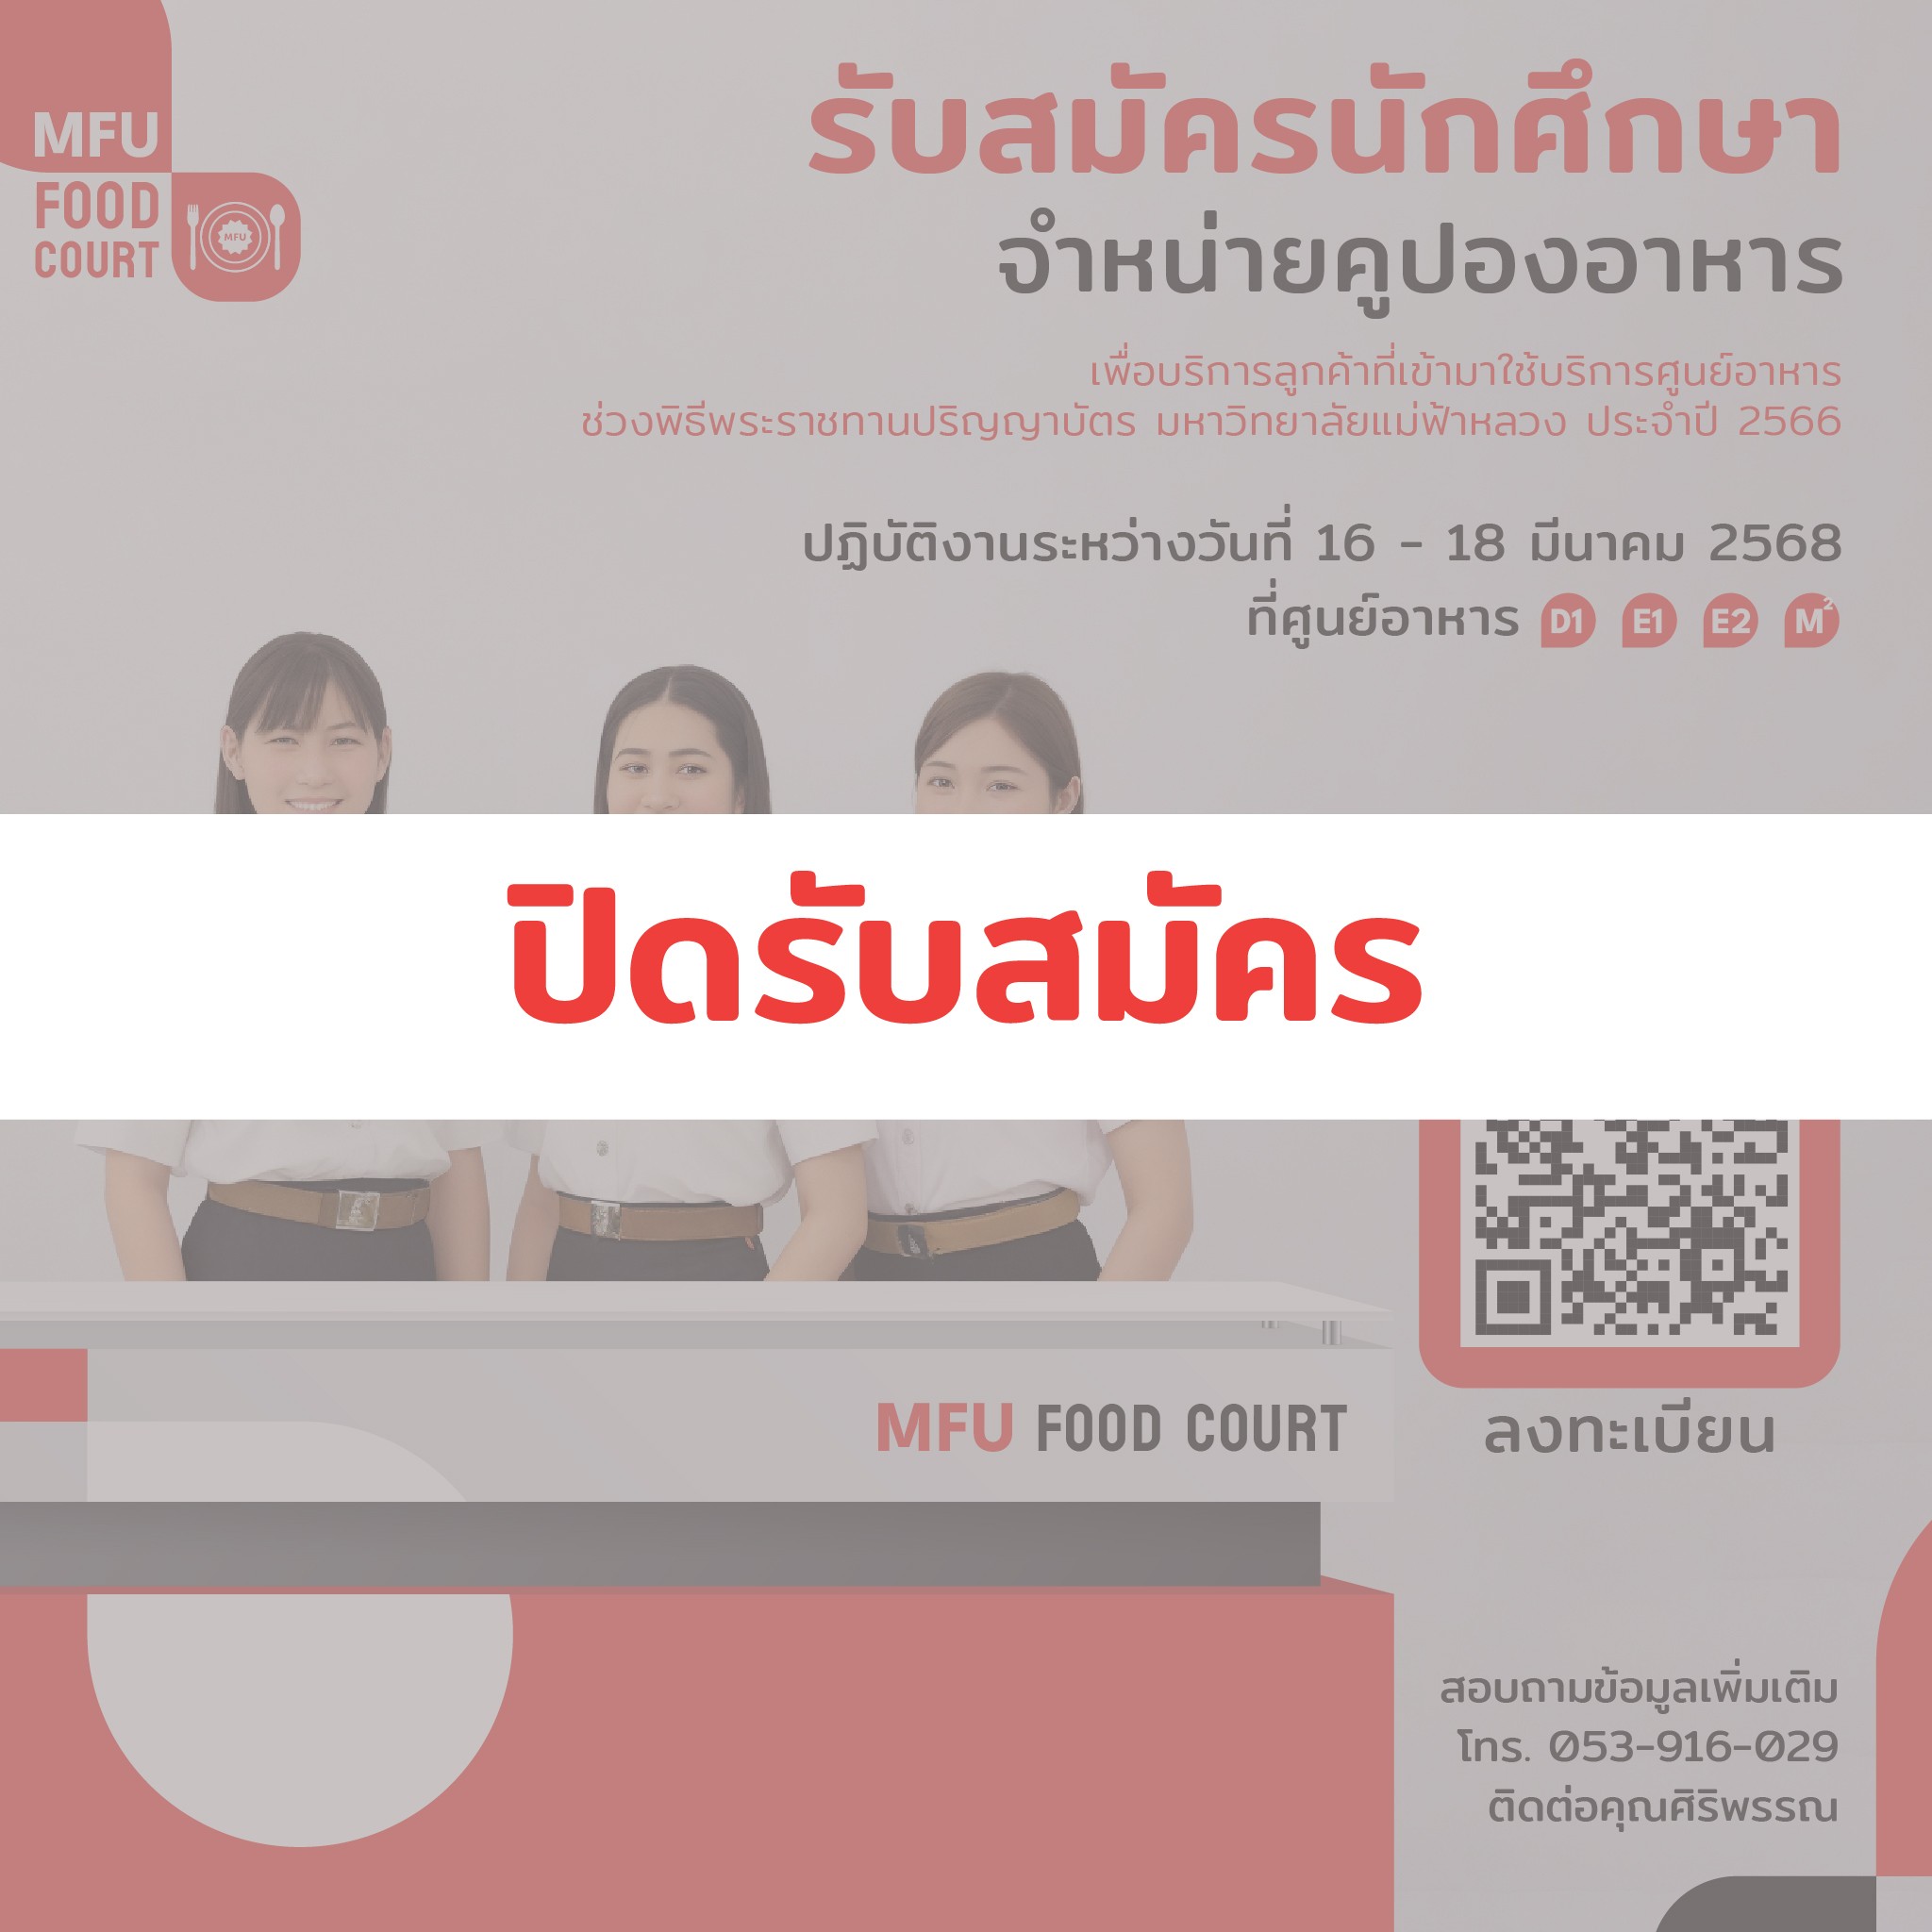 MFU
FOOD
COURT
MFU
รับสมัครนักศึกษา
จำหน่ายคูปองอาหาร
เพื่อบริการลูกค้าที่เข้ามาใช้บริการศูนย์อาหาร
ช่วงพิธีพระราชทานปริญญาบัตร มหาวิทยาลัยแม่ฟ้าหลวง ประจำปี 2566
ปฏิบัติงานระหว่างวันที่ 16 - 18 มีนาคม 2568
ที่ศูนย์อาหาร D1 E1 E2 M²
ปิดรับสมัคร
MFU FOOD COURT
ลงทะเบียน
สอบถามข้อมูลเพิ่มเติม
โทร. 053-916-029
ติดต่อคุณศิริพรรณ